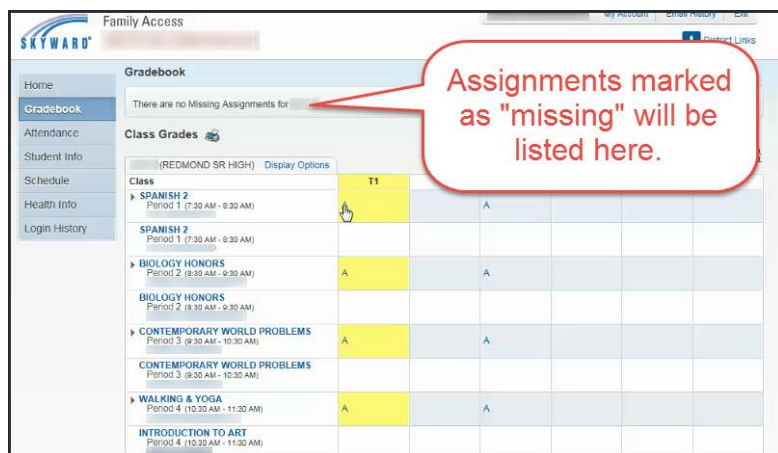 Family Access
My Account
Email History
Exit
SKYWARD
District Links
Home
Gradebook
Attendance
Student Info
Schedule
Health Info
Login History
Gradebook
There are no Missing Assignments for
Assignments marked
as "missing" will be
listed here.
Class Grades
(REDMOND SR HIGH) Display Options
Class T1
SPANISH 2
Period 1 (7:30 AM - 8:30 AM)
A
SPANISH 2
Period 1 (7:30 AM - 8:30 AM)
BIOLOGY HONORS
Period 2 (8:30 AM - 9:30 AM)
A A
BIOLOGY HONORS
Period 2 (8:30 AM - 9:30 AM)
CONTEMPORARY WORLD PROBLEMS
Period 3 (9:30 AM - 10:30 AM)
A A
CONTEMPORARY WORLD PROBLEMS
Period 3 (9:30 AM - 10:30 AM)
WALKING & YOGA
Period 4 (10:30 AM - 11:30 AM)
A A
INTRODUCTION TO ART
Period 4 (10:30 AM - 11:30 AM)